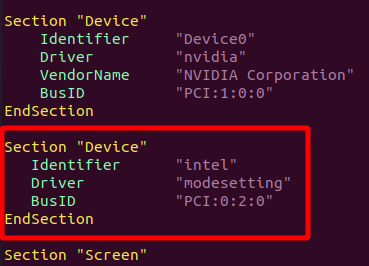 Section "Device"
Identifier "Device0"
Driver "nvidia"
VendorName "NVIDIA Corporation"
BusID "PCI:1:0:0"
EndSection
Section "Device"
Identifier "intel"
Driver "modesetting"
BusID "PCI:0:2:0"
EndSection
Section "Screen"